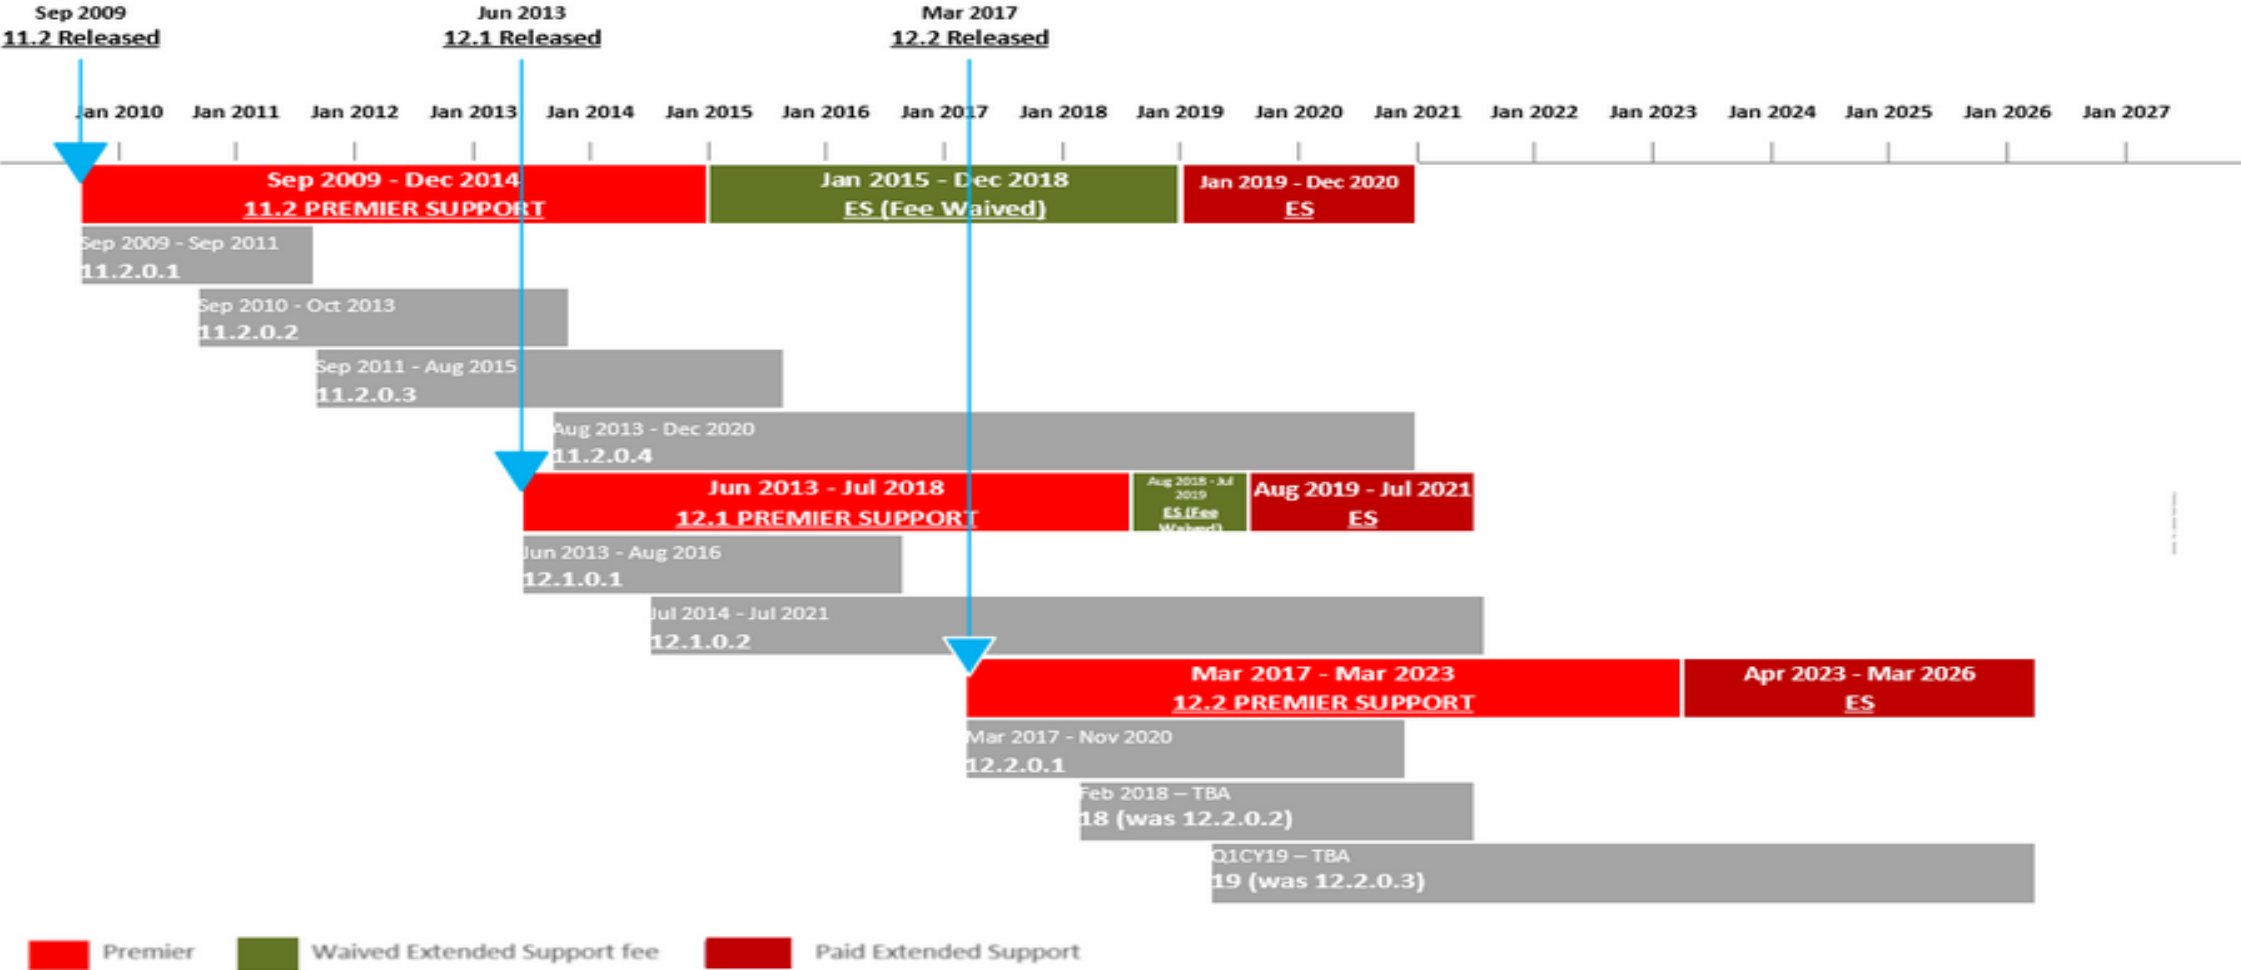 Sep 2009
11.2 Released
Jun 2013
12.1 Released
Mar 2017
12.2 Released
Jan 2010 Jan 2011 Jan 2012 Jan 2013 Jan 2014 Jan 2015 Jan 2016 Jan 2017 Jan 2018 Jan 2019 Jan 2020 Jan 2021 Jan 2022 Jan 2023 Jan 2024 Jan 2025 Jan 2026 Jan 2027
Sep 2009 - Dec 2014
11.2 PREMIER SUPPORT
Jan 2015 - Dec 2018
ES (Fee Waived)
Jan 2019 - Dec 2020
ES
Sep 2009 - Sep 2011
11.2.0.1
Sep 2010 - Oct 2013
11.2.0.2
Sep 2011 - Aug 2015
11.2.0.3
Aug 2013 - Dec 2020
11.2.0.4
Jun 2013 - Jul 2018
12.1 PREMIER SUPPORT
Aug 2018 - Jul
2019
ES (Fee
Waived)
Aug 2019 - Jul 2021
ES
Jun 2013 - Aug 2016
12.1.0.1
Jul 2014 - Jul 2021
12.1.0.2
Mar 2017 - Mar 2023
12.2 PREMIER SUPPORT
Apr 2023 - Mar 2026
ES
Mar 2017 - Nov 2020
12.2.0.1
Feb 2018 – TBA
18 (was 12.2.0.2)
Q1CY19 – TBA
19 (was 12.2.0.3)
Premier
Waived Extended Support fee
Paid Extended Support